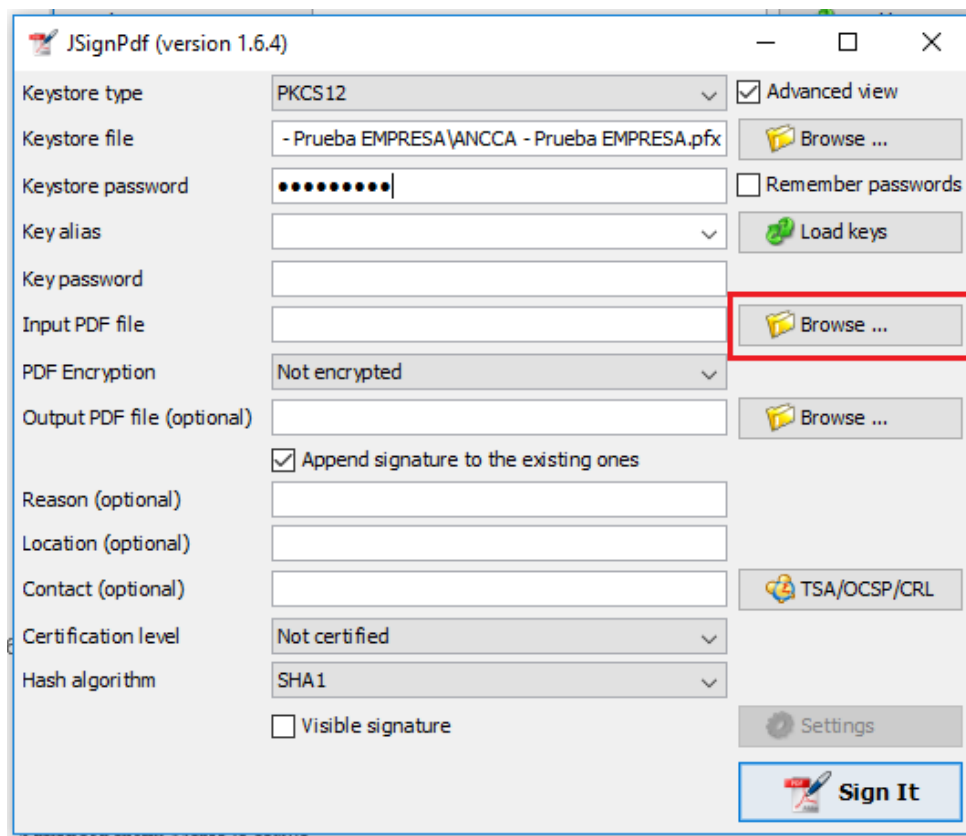 JSignPdf (version 1.6.4)
Keystore type PKCS12 Advanced view
Keystore file - Prueba EMPRESA\ANCCA - Prueba EMPRESA.pfx Browse ...
Keystore password ●●●●●●●●● Remember passwords
Key alias Load keys
Key password
Input PDF file Browse ...
PDF Encryption Not encrypted
Output PDF file (optional) Browse ...
Append signature to the existing ones
Reason (optional)
Location (optional)
Contact (optional) TSA/OCSP/CRL
Certification level Not certified
Hash algorithm SHA1
Visible signature Settings
Sign It